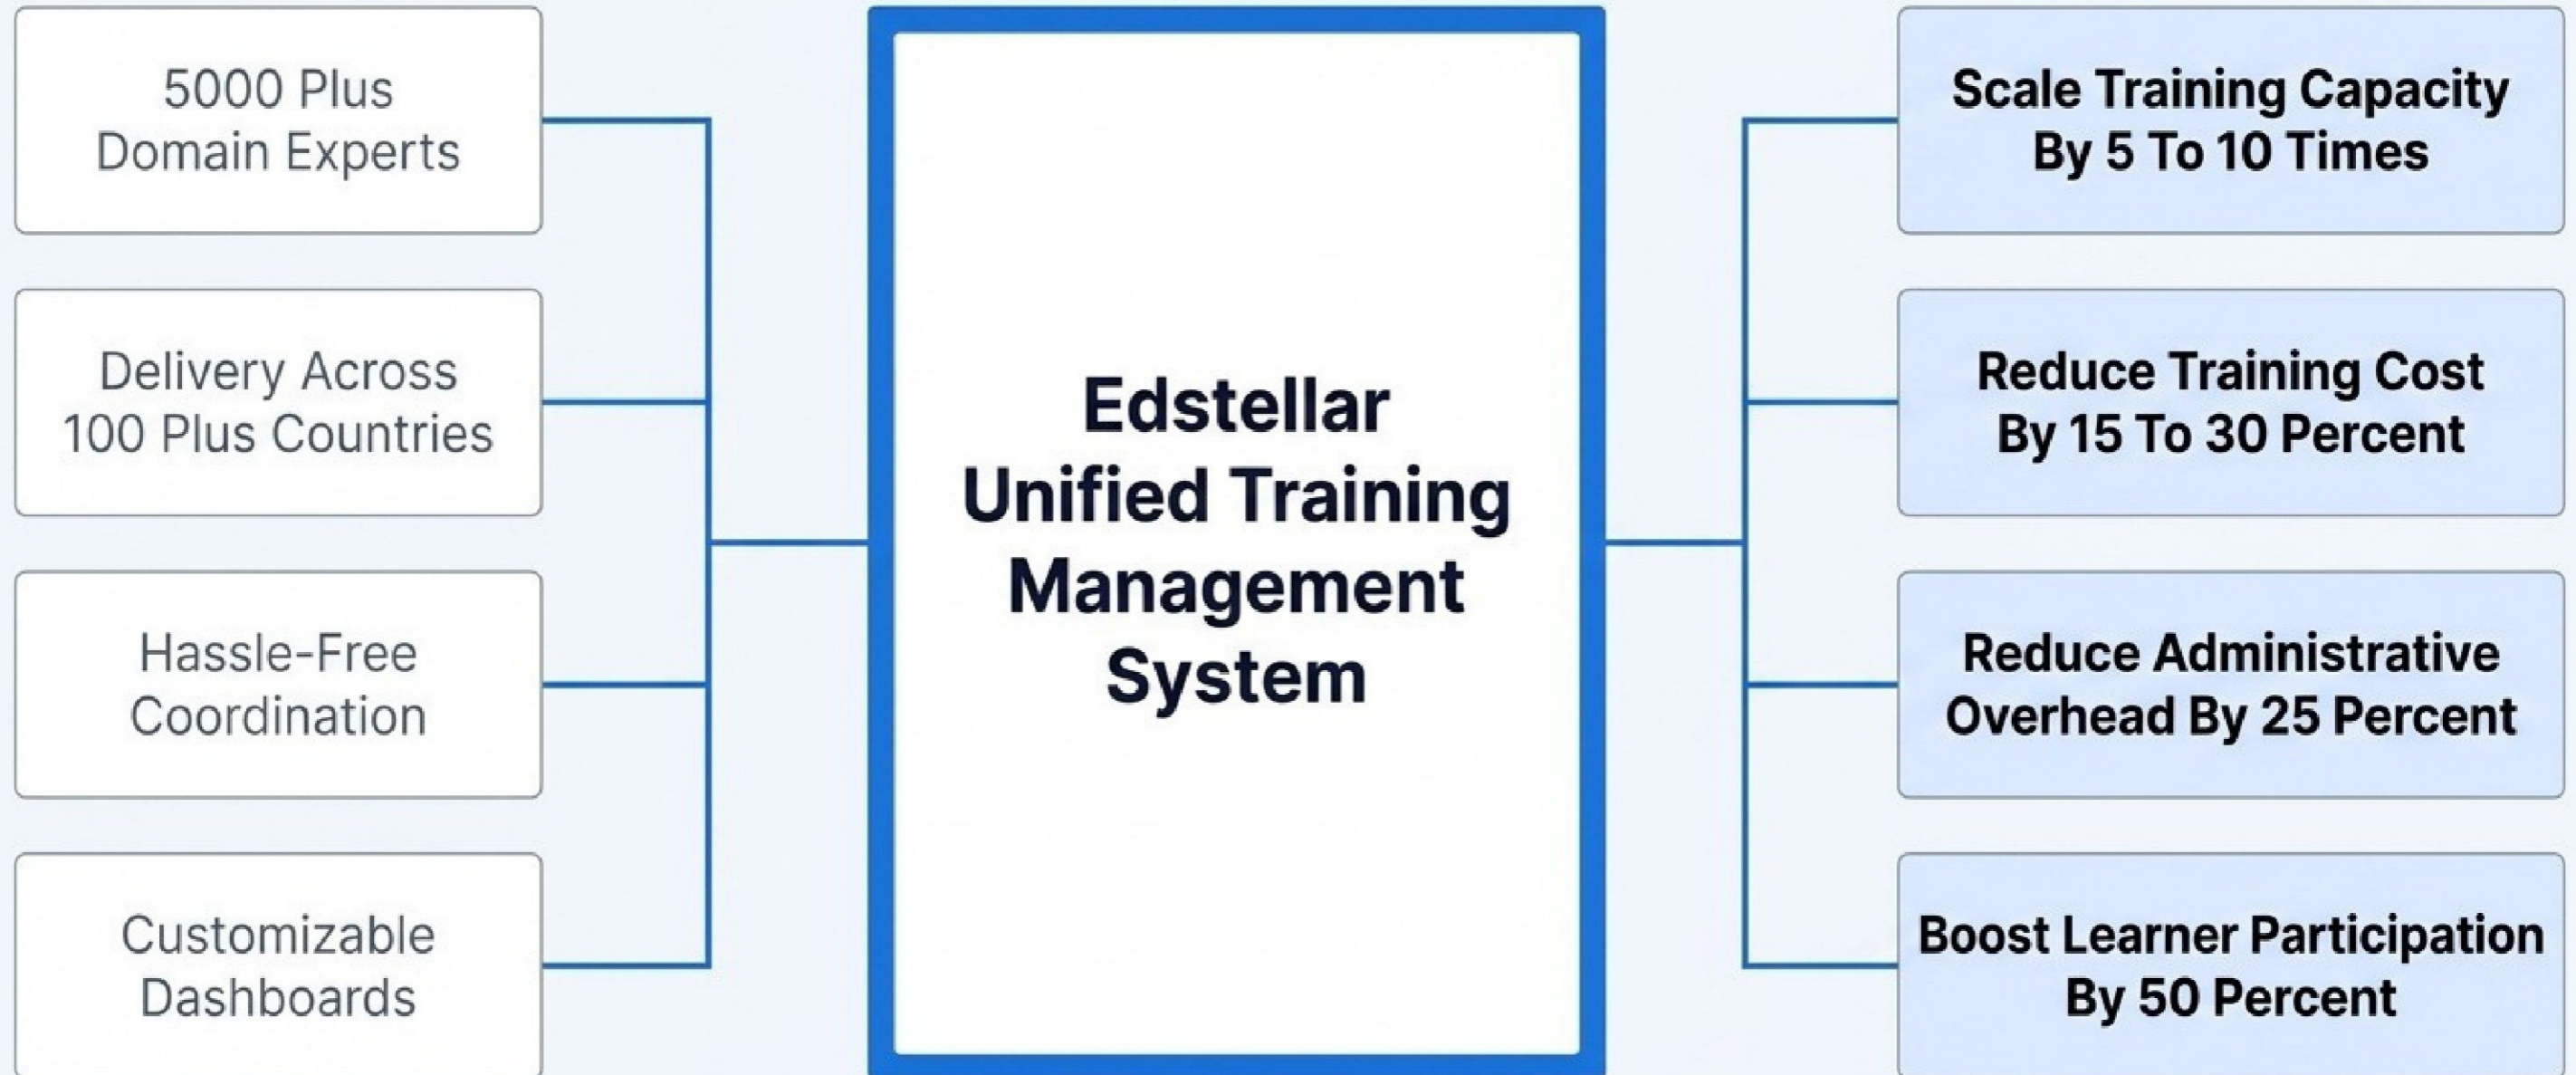 5000 Plus
Domain Experts
Delivery Across
100 Plus Countries
Hassle-Free
Coordination
Customizable
Dashboards
Edstellar
Unified Training
Management
System
Scale Training Capacity
By 5 To 10 Times
Reduce Training Cost
By 15 To 30 Percent
Reduce Administrative
Overhead By 25 Percent
Boost Learner Participation
By 50 Percent